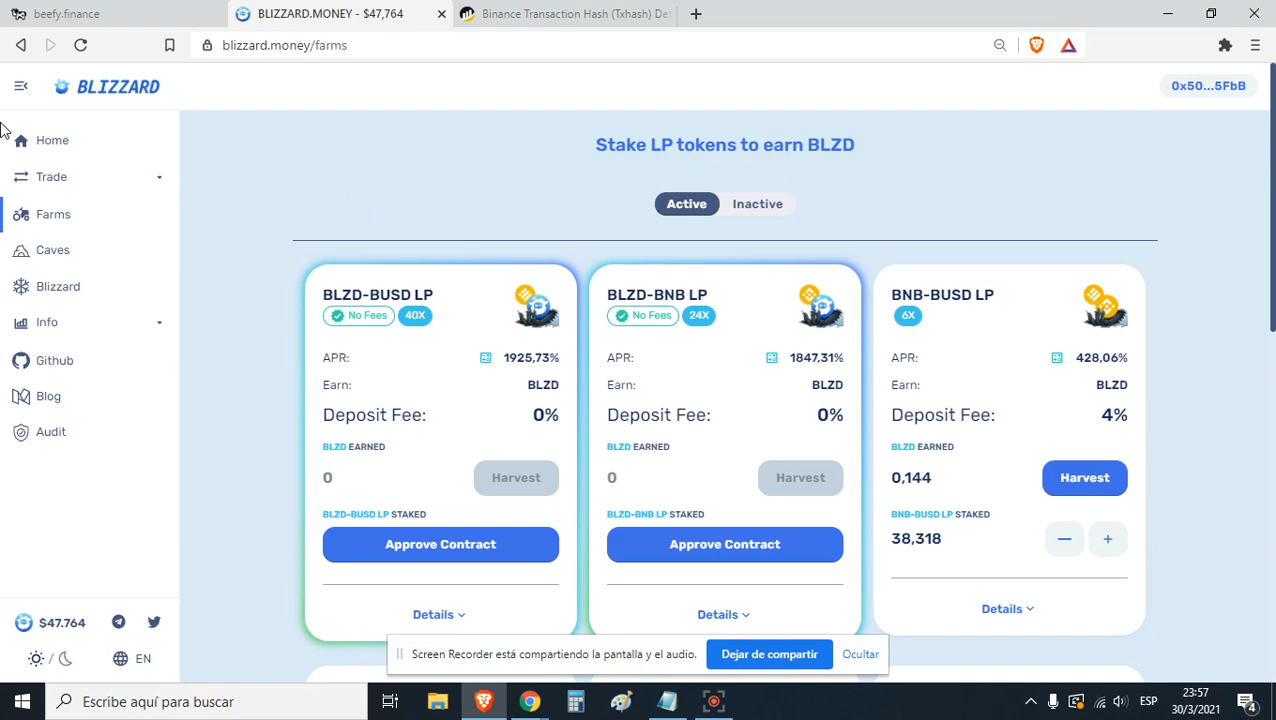 beefy.finance
BLIZZARD.MONEY - $47,764
Binance Transaction Hash (Txhash) De
blizzard.money/farms
BLIZZARD
0x50...5FbB
Home
Trade
Farms
Caves
Blizzard
Info
Github
Blog
Audit
$47.764
/
EN
Stake LP tokens to earn BLZD
Active
Inactive
BLZD-BUSD LP
No Fees
40X
APR:
1925,73%
Earn:
BLZD
Deposit Fee:
0%
BLZD EARNED
0
Harvest
BLZD-BUSD LP STAKED
Approve Contract
Details
BLZD-BNB LP
No Fees
24X
APR:
1847,31%
Earn:
BLZD
Deposit Fee:
0%
BLZD EARNED
0
Harvest
BLZD-BNB LP STAKED
Approve Contract
Details
BNB-BUSD LP
6X
APR:
428,06%
Earn:
BLZD
Deposit Fee:
4%
BLZD EARNED
0,144
Harvest
BNB-BUSD LP STAKED
38,318
Details
Screen Recorder está compartiendo la pantalla y el audio.
Dejar de compartir
Ocultar
Escribe aquí para buscar
ESP
23:57
30/3/2021
4